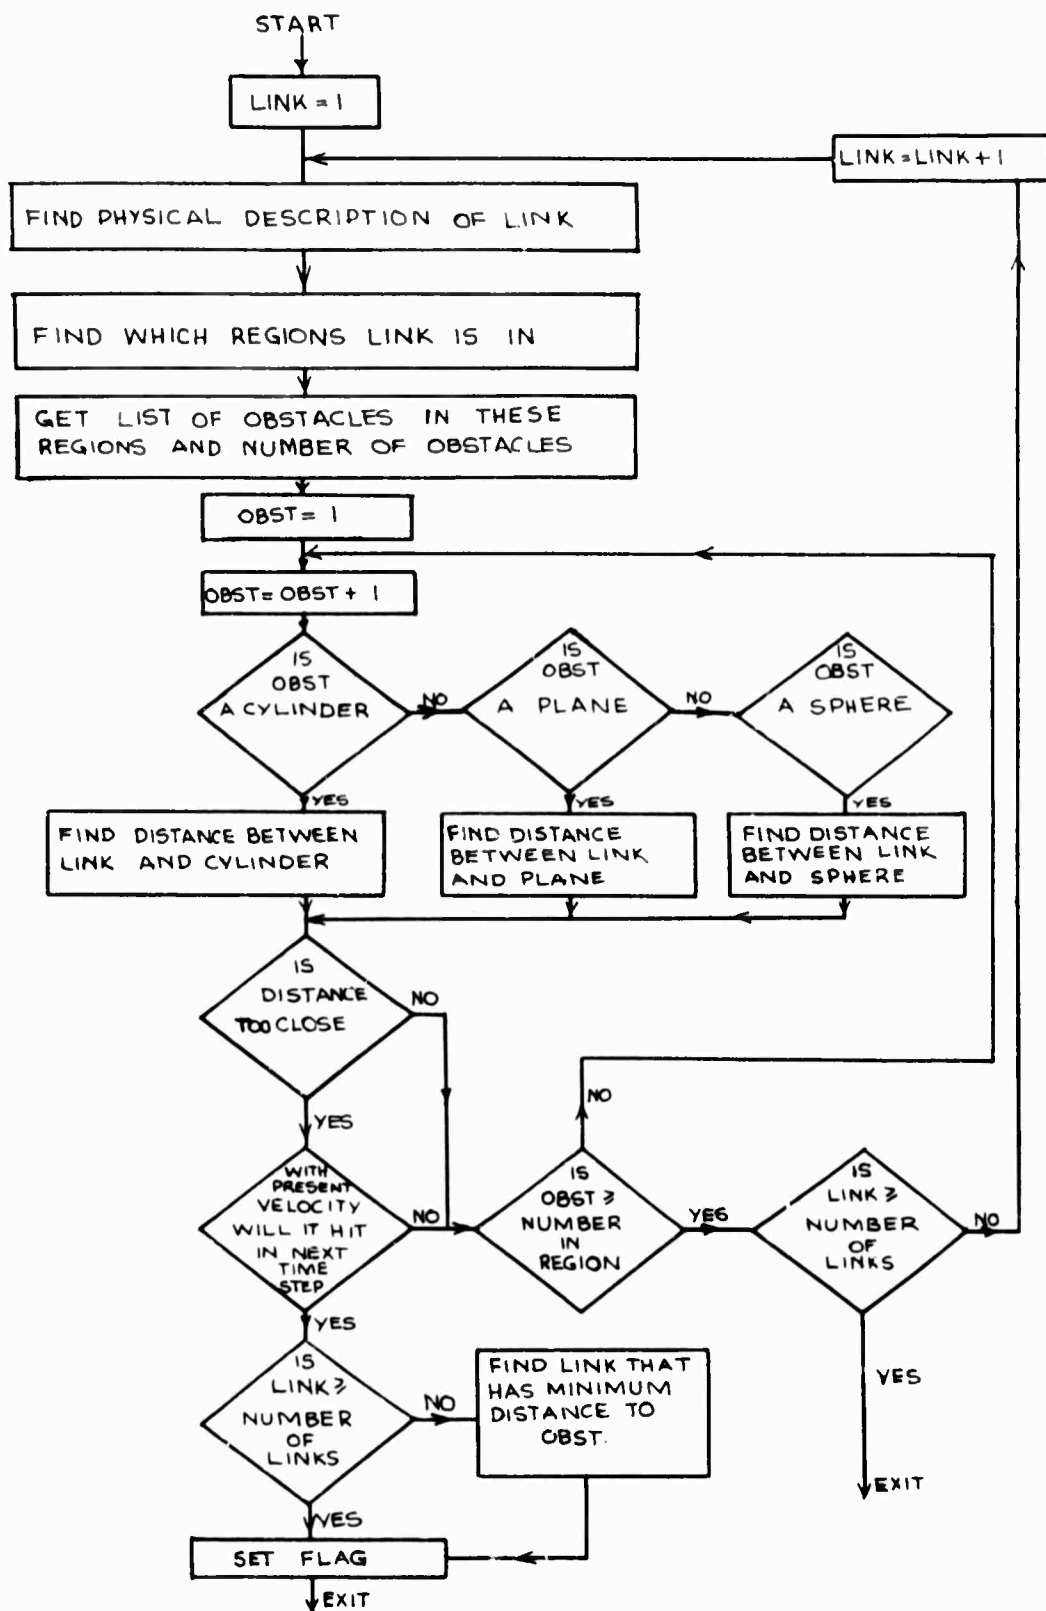 START
LINK = 1
LINK = LINK + 1
FIND PHYSICAL DESCRIPTION OF LINK
FIND WHICH REGIONS LINK IS IN
GET LIST OF OBSTACLES IN THESE
REGIONS AND NUMBER OF OBSTACLES
OBST = 1
OBST = OBST + 1
IS
OBST
A CYLINDER
NO
IS
OBST
A PLANE
NO
IS
OBST
A SPHERE
YES
YES
YES
FIND DISTANCE BETWEEN
LINK AND CYLINDER
FIND DISTANCE
BETWEEN LINK
AND PLANE
FIND DISTANCE
BETWEEN LINK
AND SPHERE
IS
DISTANCE
TOO CLOSE
NO
YES
WITH
PRESENT
VELOCITY
WILL IT HIT
IN NEXT
TIME
STEP
NO
NO
IS
OBST ≥
NUMBER
IN
REGION
YES
IS
LINK ≥
NUMBER
OF
LINKS
NO
YES
YES
EXIT
IS
LINK ≥
NUMBER
OF
LINKS
NO
FIND LINK THAT
HAS MINIMUM
DISTANCE TO
OBST.
YES
SET FLAG
EXIT